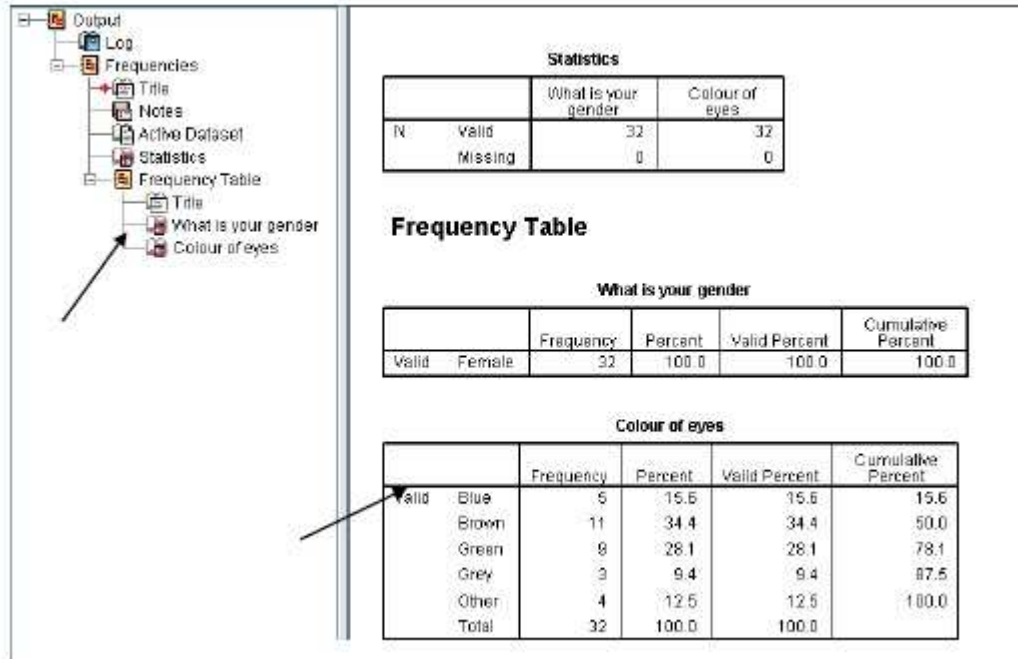 Output
Log
Frequencies
Title
Notes
Active Dataset
Statistics
Frequency Table
Title
What is your gender
Colour of eyes
Statistics
What is your gender Colour of eyes
N Valid 32 32
Missing 0 0
Frequency Table
What is your gender
Frequency Percent Valid Percent Cumulative Percent
Valid Female 32 100.0 100.0 100.0
Colour of eyes
Frequency Percent Valid Percent Cumulative Percent
Valid Blue 5 15.6 15.6 15.6
Brown 11 34.4 34.4 50.0
Green 9 28.1 28.1 78.1
Grey 3 9.4 9.4 87.5
Other 4 12.5 12.5 100.0
Total 32 100.0 100.0